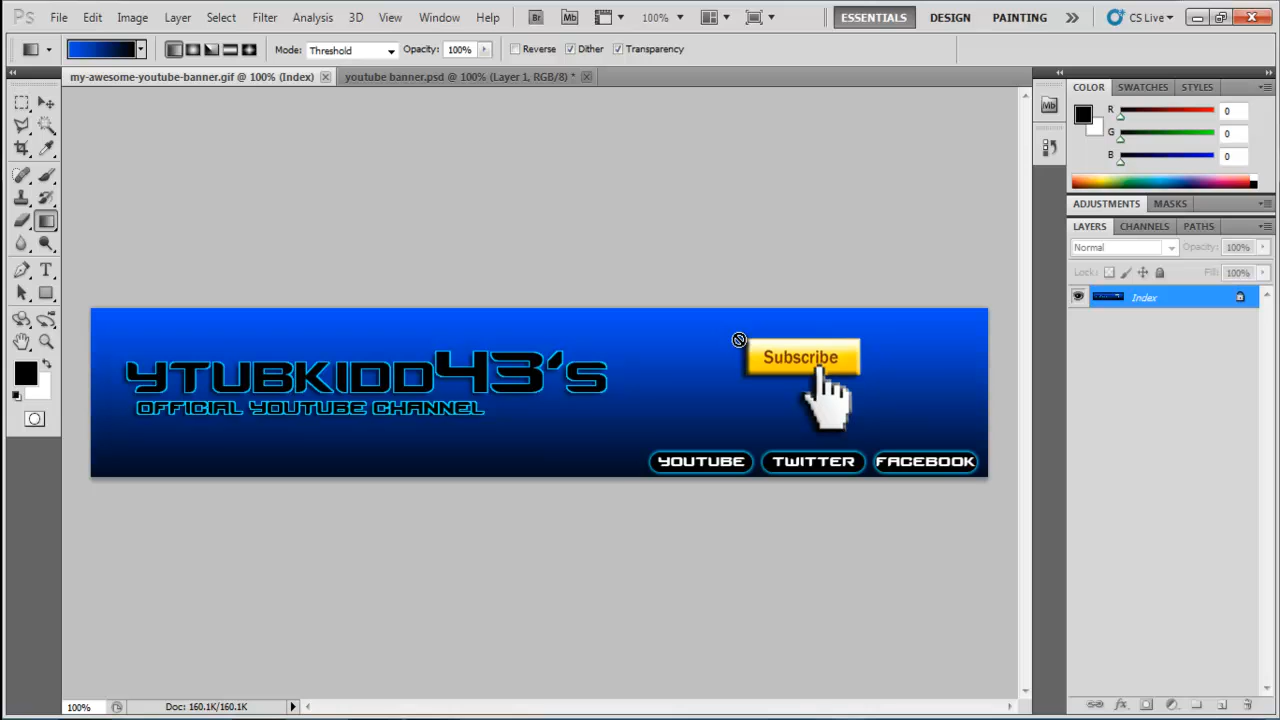 Ps File Edit Image Layer Select Filter Analysis 3D View Window Help Br Mb 100% ESSENTIALS DESIGN PAINTING CS Live
Mode: Threshold Opacity: 100% Reverse Dither Transparency
my-awesome-youtube-banner.gif @ 100% (Index) youtube banner.psd @ 100% (Layer 1, RGB/8) *
COLOR SWATCHES STYLES
Mb
R 0
G 0
B 0
ADJUSTMENTS MASKS
LAYERS CHANNELS PATHS
Normal Opacity: 100%
Lock: Fill: 100%
Index
YTUBKIDD43'S
OFFICIAL YOUTUBE CHANNEL
Subscribe
YOUTUBE TWITTER FACEBOOK
100% Doc: 160.1K/160.1K